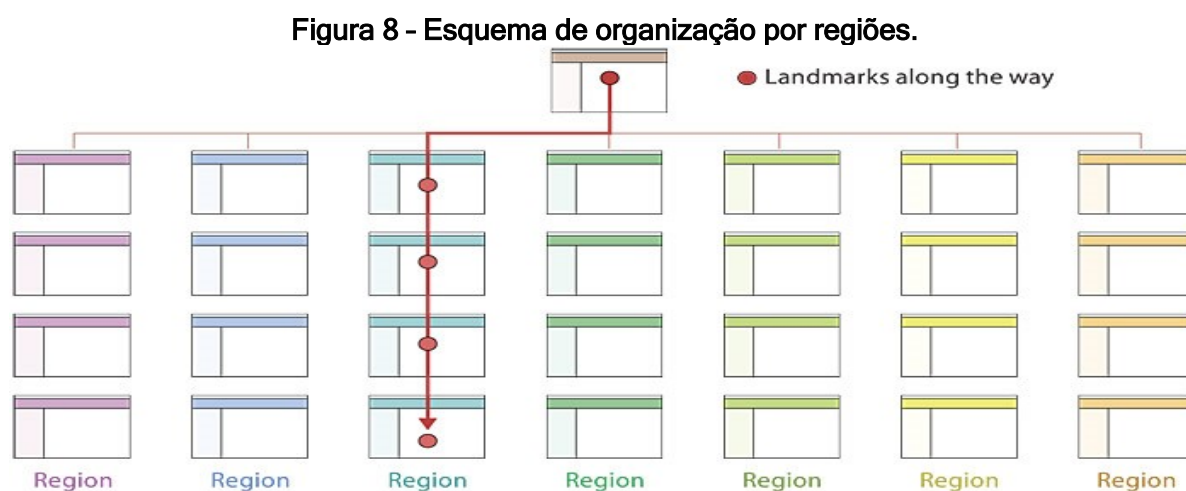 Figura 8 - Esquema de organização por regiões.
Landmarks along the way
Region Region Region Region Region Region Region